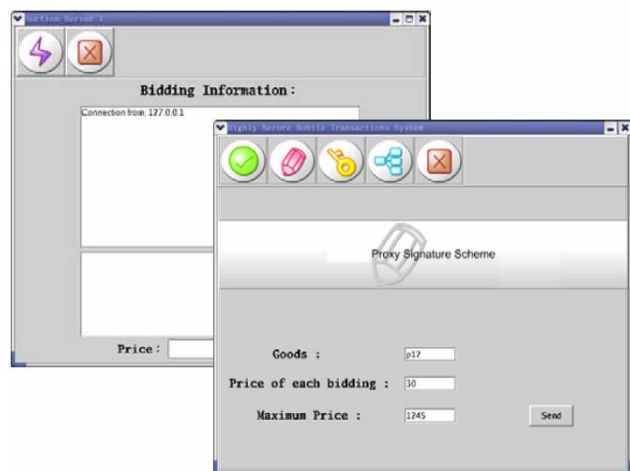 Auction Server 1
Bidding Information :
Connection from: 127.0.0.1
Price :
Highly Secure Mobile Transactions System
Proxy Signature Scheme
Goods : p12
Price of each bidding : 30
Maximum Price : 1245
Send